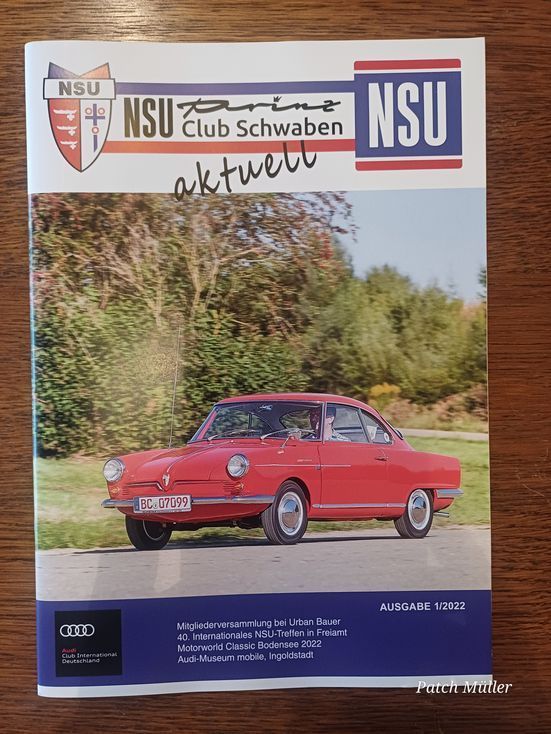 NSU
NSU Prinz
Club Schwaben
aktuell
NSU
BC 07099
AUSGABE 1/2022
Mitgliederversammlung bei Urban Bauer
40. Internationales NSU-Treffen in Freiamt
Motorworld Classic Bodensee 2022
Audi-Museum mobile, Ingoldstadt
Audi
Club International
Deutschland
Patch Müller